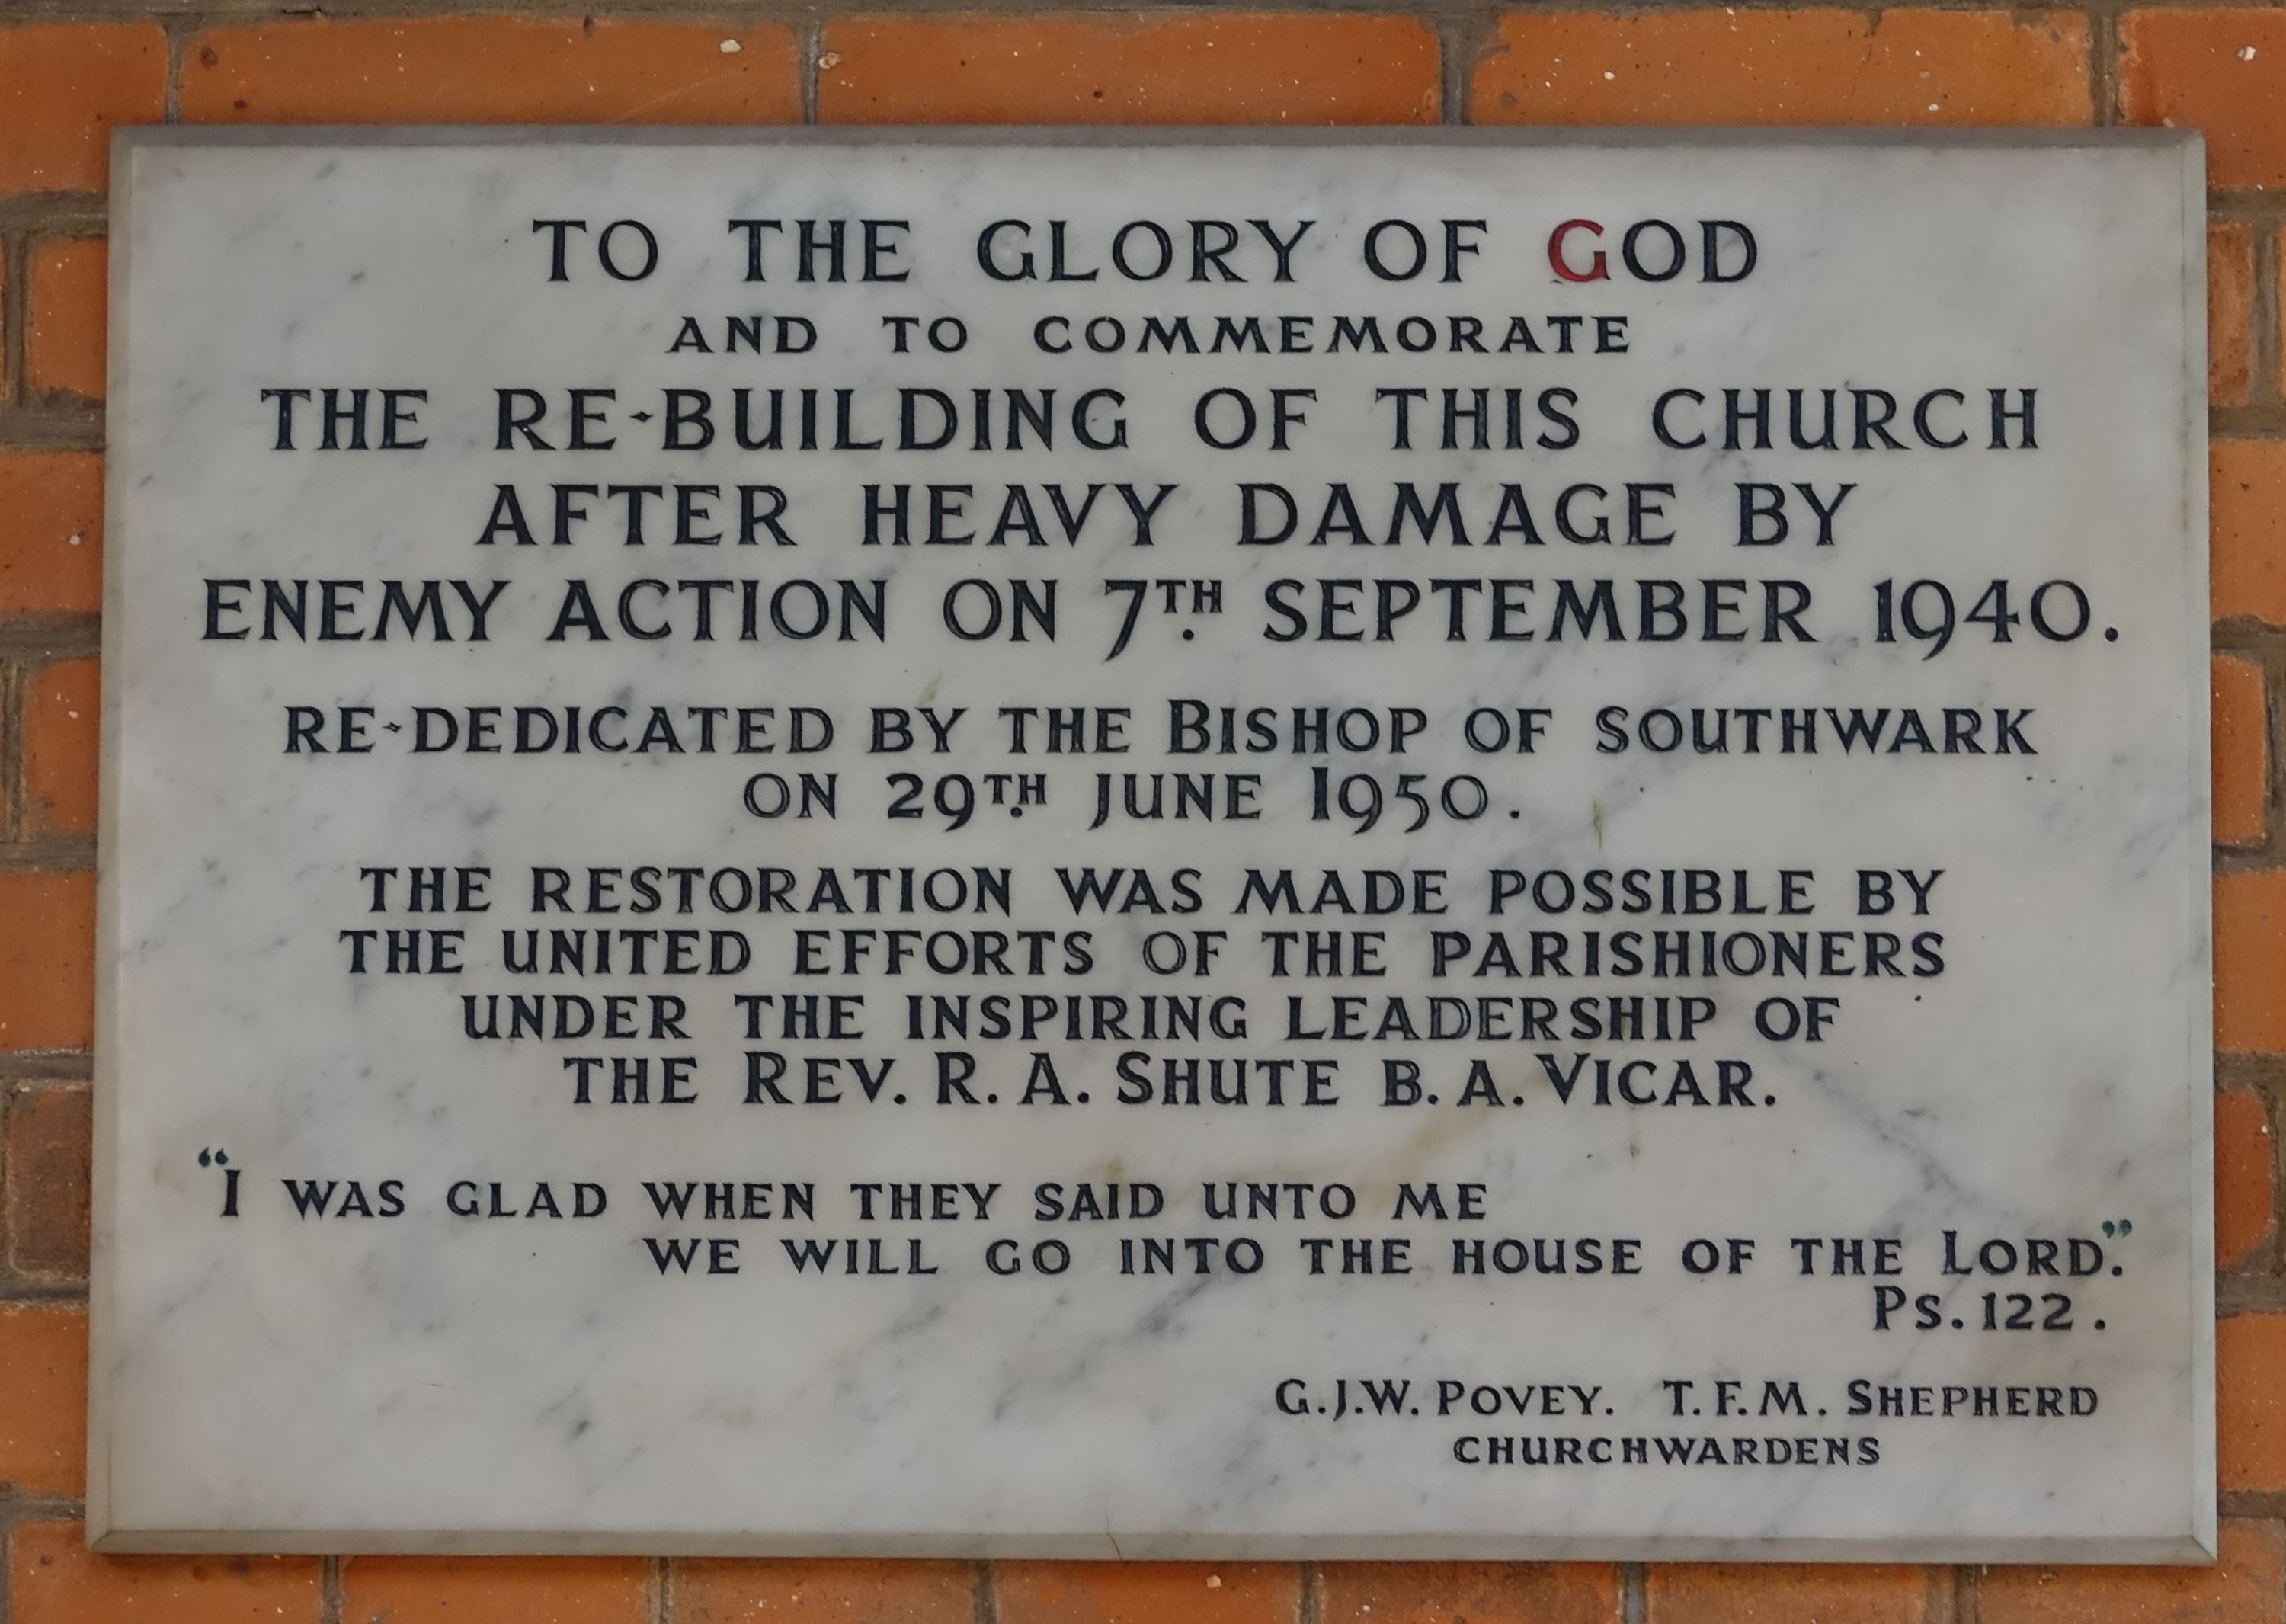 TO THE GLORY OF GOD
AND TO COMMEMORATE
THE RE-BUILDING OF THIS CHURCH
AFTER HEAVY DAMAGE BY
ENEMY ACTION ON 7TH. SEPTEMBER 1940.
RE-DEDICATED BY THE BISHOP OF SOUTHWARK
ON 29TH. JUNE 1950.
THE RESTORATION WAS MADE POSSIBLE BY
THE UNITED EFFORTS OF THE PARISHIONERS
UNDER THE INSPIRING LEADERSHIP OF
THE REV. R. A. SHUTE B. A. VICAR.
“I WAS GLAD WHEN THEY SAID UNTO ME
WE WILL GO INTO THE HOUSE OF THE LORD.”
PS. 122.
G.J.W. POVEY. T.F.M. SHEPHERD
CHURCHWARDENS